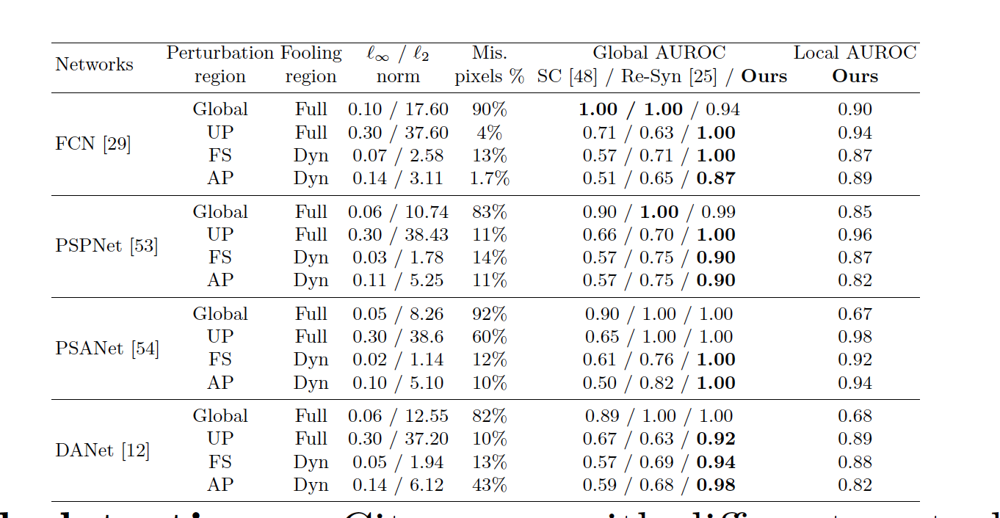 Networks Perturbation region Fooling region ℓ∞ / ℓ2 norm Mis. pixels % Global AUROC SC [48] / Re-Syn [25] / Ours Local AUROC Ours
FCN [29]
Global Full 0.10 / 17.60 90% 1.00 / 1.00 / 0.94 0.90
UP Full 0.30 / 37.60 4% 0.71 / 0.63 / 1.00 0.94
FS Dyn 0.07 / 2.58 13% 0.57 / 0.71 / 1.00 0.87
AP Dyn 0.14 / 3.11 1.7% 0.51 / 0.65 / 0.87 0.89
PSPNet [53]
Global Full 0.06 / 10.74 83% 0.90 / 1.00 / 0.99 0.85
UP Full 0.30 / 38.43 11% 0.66 / 0.70 / 1.00 0.96
FS Dyn 0.03 / 1.78 14% 0.57 / 0.75 / 0.90 0.87
AP Dyn 0.11 / 5.25 11% 0.57 / 0.75 / 0.90 0.82
PSANet [54]
Global Full 0.05 / 8.26 92% 0.90 / 1.00 / 1.00 0.67
UP Full 0.30 / 38.6 60% 0.65 / 1.00 / 1.00 0.98
FS Dyn 0.02 / 1.14 12% 0.61 / 0.76 / 1.00 0.92
AP Dyn 0.10 / 5.10 10% 0.50 / 0.82 / 1.00 0.94
DANet [12]
Global Full 0.06 / 12.55 82% 0.89 / 1.00 / 1.00 0.68
UP Full 0.30 / 37.20 10% 0.67 / 0.63 / 0.92 0.89
FS Dyn 0.05 / 1.94 13% 0.57 / 0.69 / 0.94 0.88
AP Dyn 0.14 / 6.12 43% 0.59 / 0.68 / 0.98 0.82